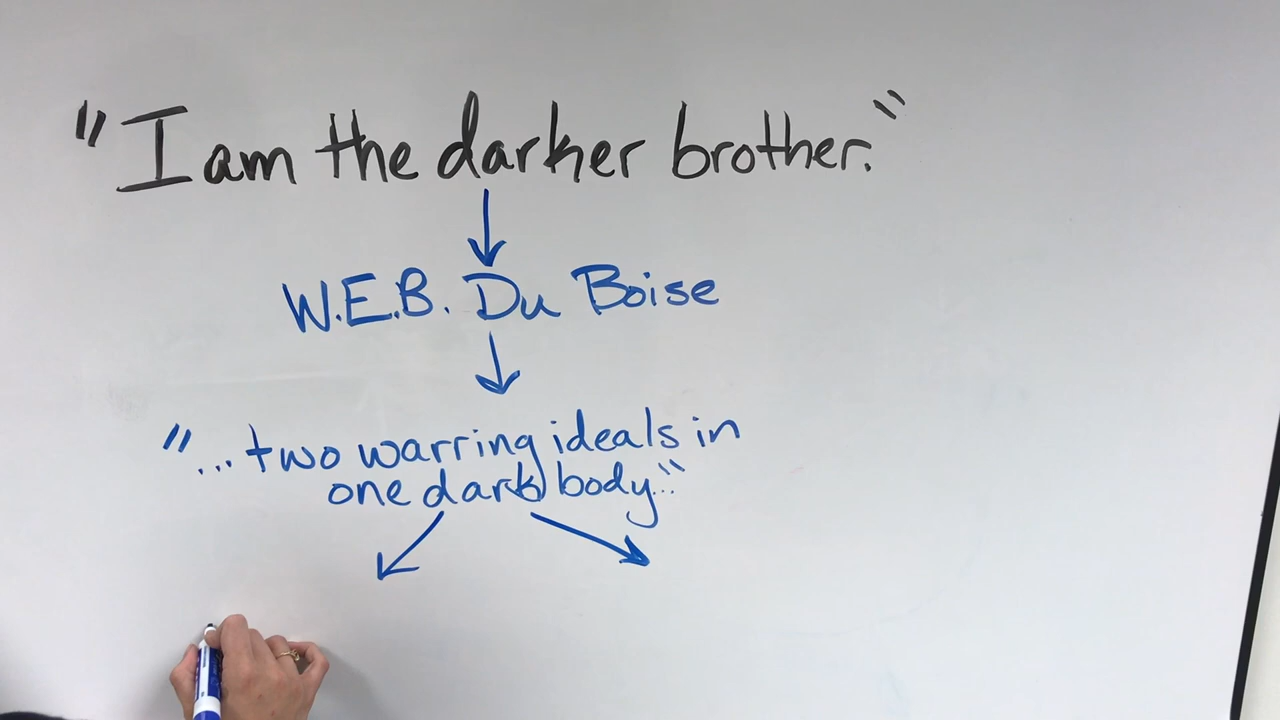 "I am the darker brother."
W.E.B. Du Boise
"...two warring ideals in
one dark body..."